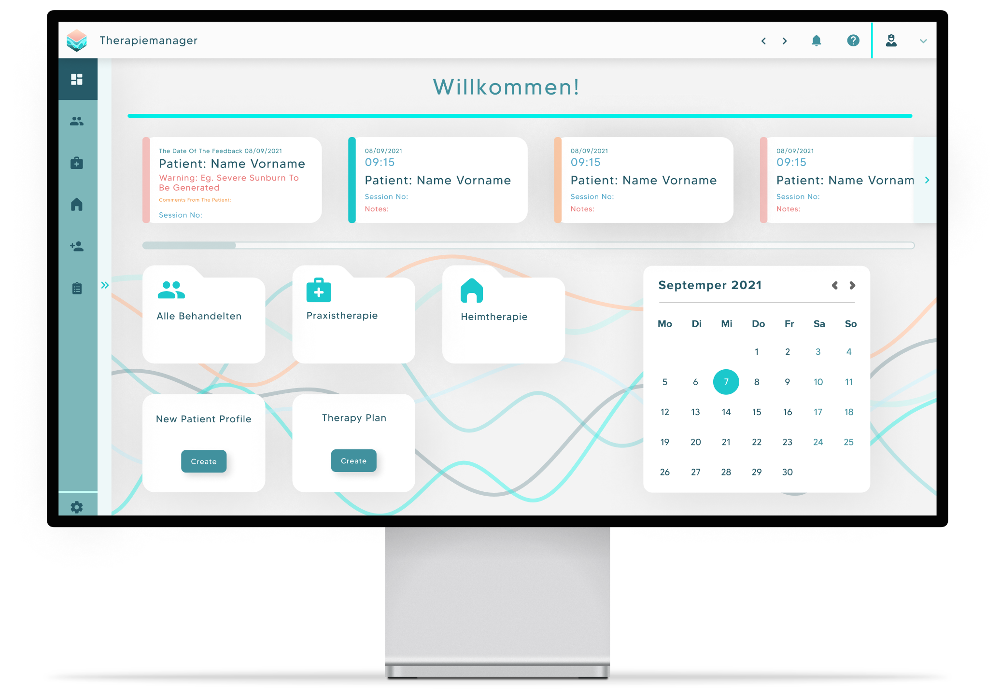 Therapiemanager
Willkommen!
The Date Of The Feedback 08/09/2021
Patient: Name Vorname
Warning: Eg. Severe Sunburn To
Be Generated
Comments From The Patient:
Session No:
08/09/2021
09:15
Patient: Name Vorname
Session No:
Notes:
08/09/2021
09:15
Patient: Name Vorname
Session No:
Notes:
08/09/2021
09:15
Patient: Name Vornam
Session No:
Notes:
Alle Behandelten
Praxistherapie
Heimtherapie
New Patient Profile
Create
Therapy Plan
Create
Septemper 2021
Mo Di Mi Do Fr Sa So
1 2 3 4
5 6 7 8 9 10 11
12 13 14 15 16 17 18
19 20 21 22 23 24 25
26 27 28 29 30